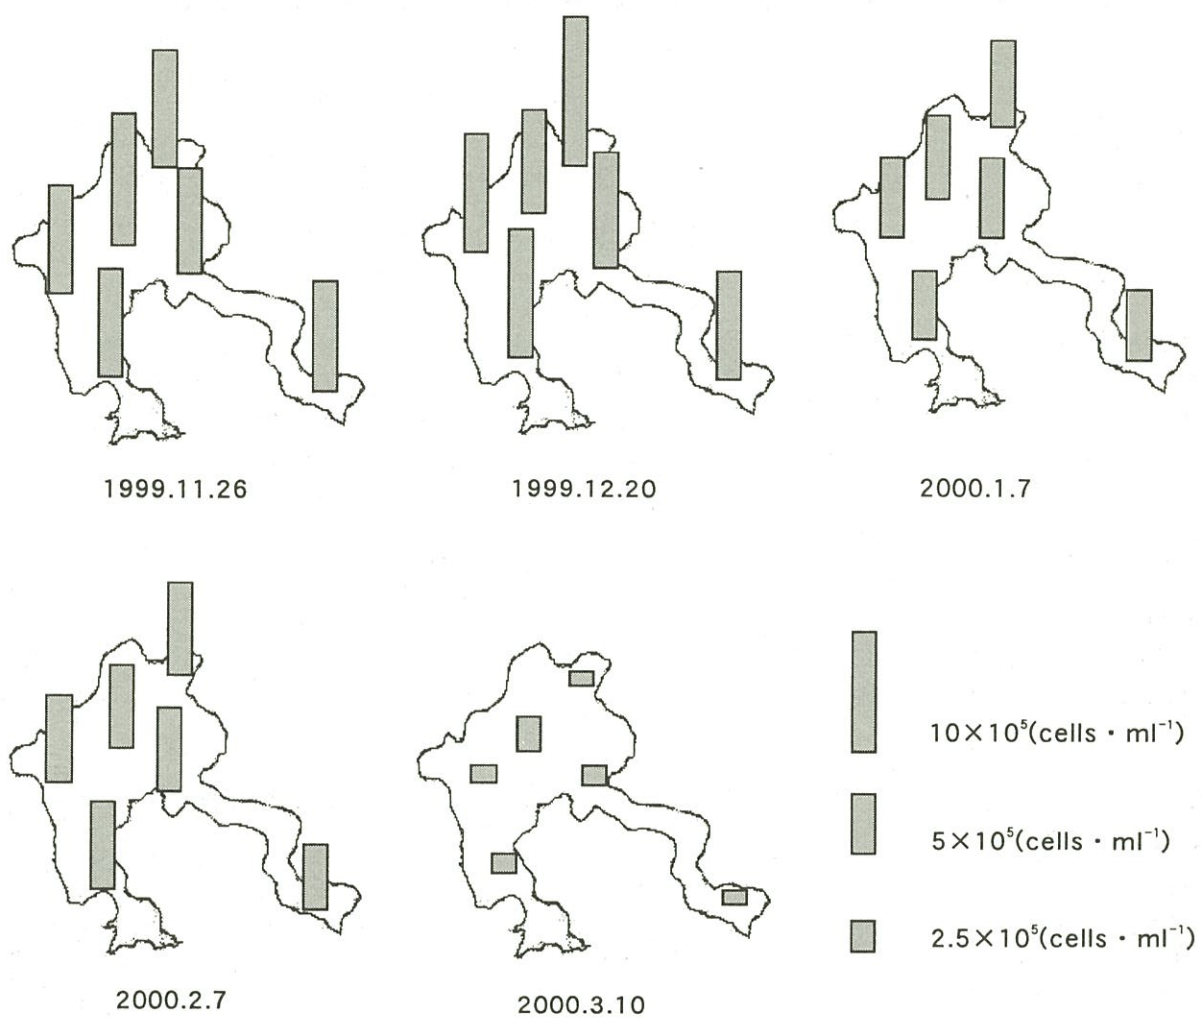 1999.11.26
1999.12.20
2000.1.7
2000.2.7
2000.3.10
10×10⁵(cells・ml⁻¹)
5×10⁵(cells・ml⁻¹)
2.5×10⁵(cells・ml⁻¹)